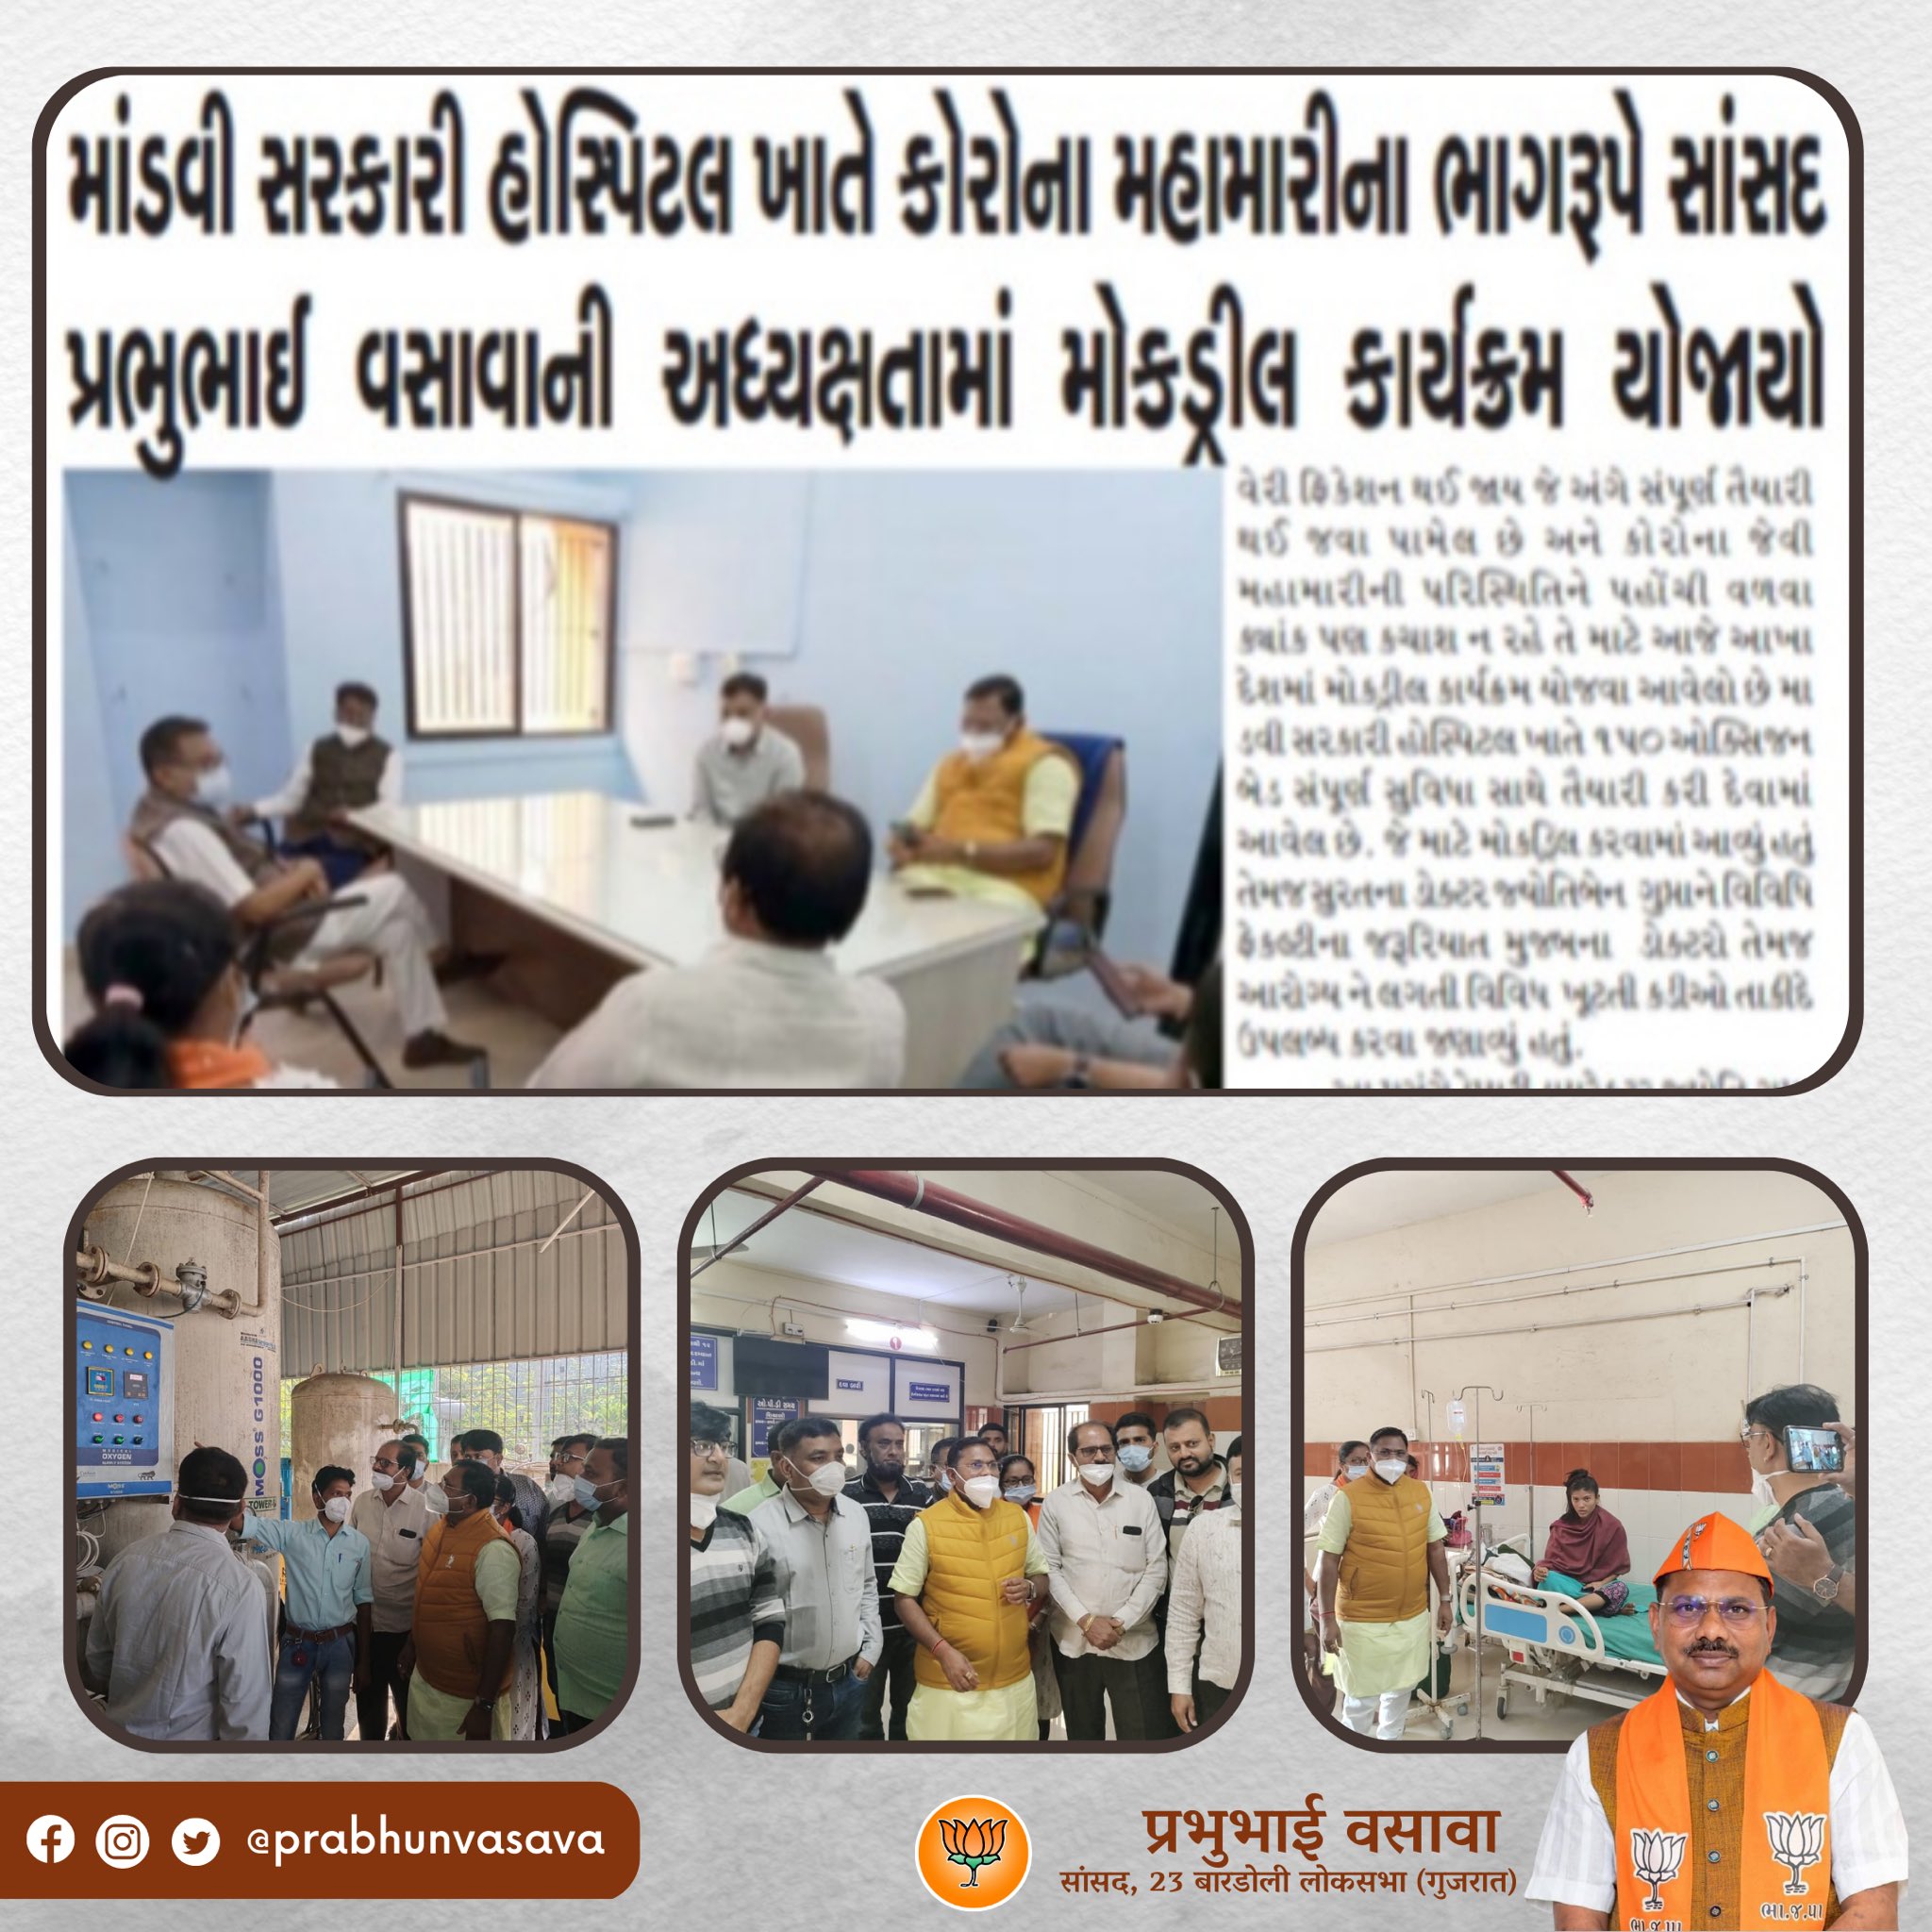 માંડવી સરકારી હોસ્પિટલ ખાતે કોરોના મહામારીના ભાગરૂપે સાંસદ
પ્રભુભાઈ વસાવાની અધ્યક્ષતામાં મોકડ્રીલ કાર્યક્રમ યોજાયો
વેરી ફિકેશન થઈ જાય જે અંગે સંપૂર્ણ તૈયારી
થઈ જવા પામેલ છે અને કોરોના જેવી
મહામારીની પરિસ્થિતિને પહોંચી વળવા
ક્યાંક પણ કચાશ ન રહે તે માટે આજે આખા
દેશમાં મોકડ્રીલ કાર્યક્રમ યોજવા આવેલો છે મા
ડવી સરકારી હોસ્પિટલ ખાતે ૧૫૦ ઓક્સિજન
બેડ સંપૂર્ણ સુવિધા સાથે તૈયારી કરી દેવામાં
આવેલ છે. જે માટે મોકડ્રિલ કરવામાં આવ્યું હતું
તેમજ સુરતના ડોક્ટર જ્યોતિબેન ગુપ્તાને વિવિધિ
ફેકલ્ટીના જરૂરિયાત મુજબના ડોક્ટરો તેમજ
આરોગ્ય ને લગતી વિવિધ ખૂટતી કડીઓ તાકીદે
ઉપલબ્ધ કરવા જણાવ્યું હતું.
MOSS G1000
OXYGEN
TOWER
ઓ.પી.ડી સમય
@prabhunvasava
प्रभुभाई वसावा
सांसद, 23 बारडोली लोकसभा (गुजरात)
ભા.જ.પા
ભા.જ.પા